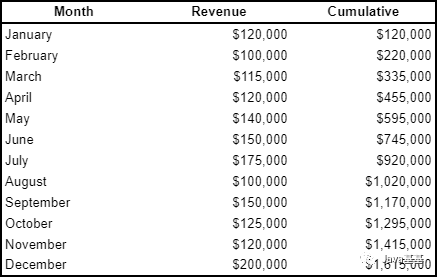 Month Revenue Cumulative
January $120,000 $120,000
February $100,000 $220,000
March $115,000 $335,000
April $120,000 $455,000
May $140,000 $595,000
June $150,000 $745,000
July $175,000 $920,000
August $100,000 $1,020,000
September $150,000 $1,170,000
October $125,000 $1,295,000
November $120,000 $1,415,000
December $200,000 $1,615,000